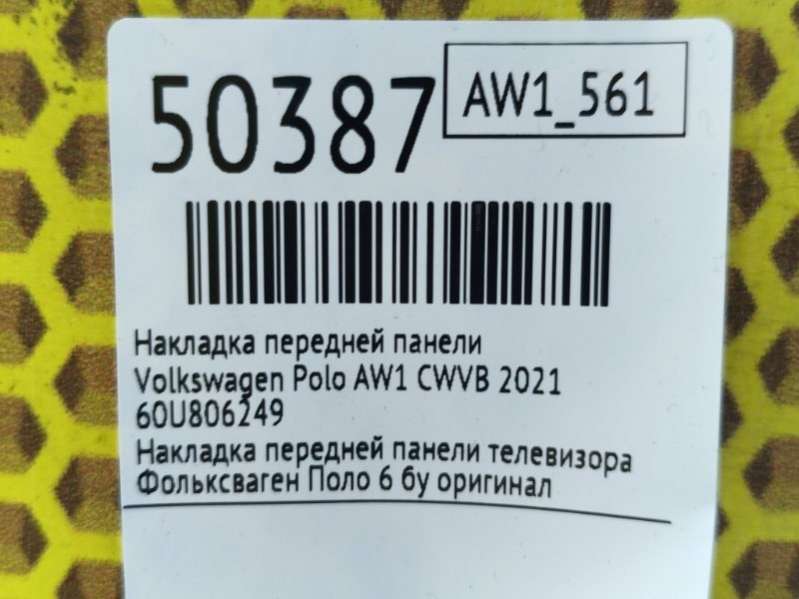 50387
AW1_561
Накладка передней панели
Volkswagen Polo AW1 CWVB 2021
60U806249
Накладка передней панели телевизора
Фольксваген Поло 6 бу оригинал